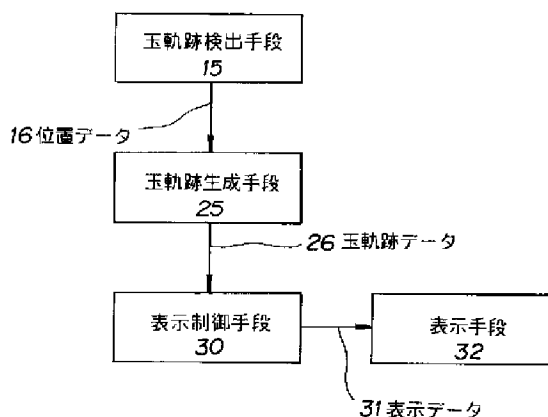 玉軌跡検出手段
15
16位置データ
玉軌跡生成手段
25
26 玉軌跡データ
表示制御手段
30
表示手段
32
31表示データ